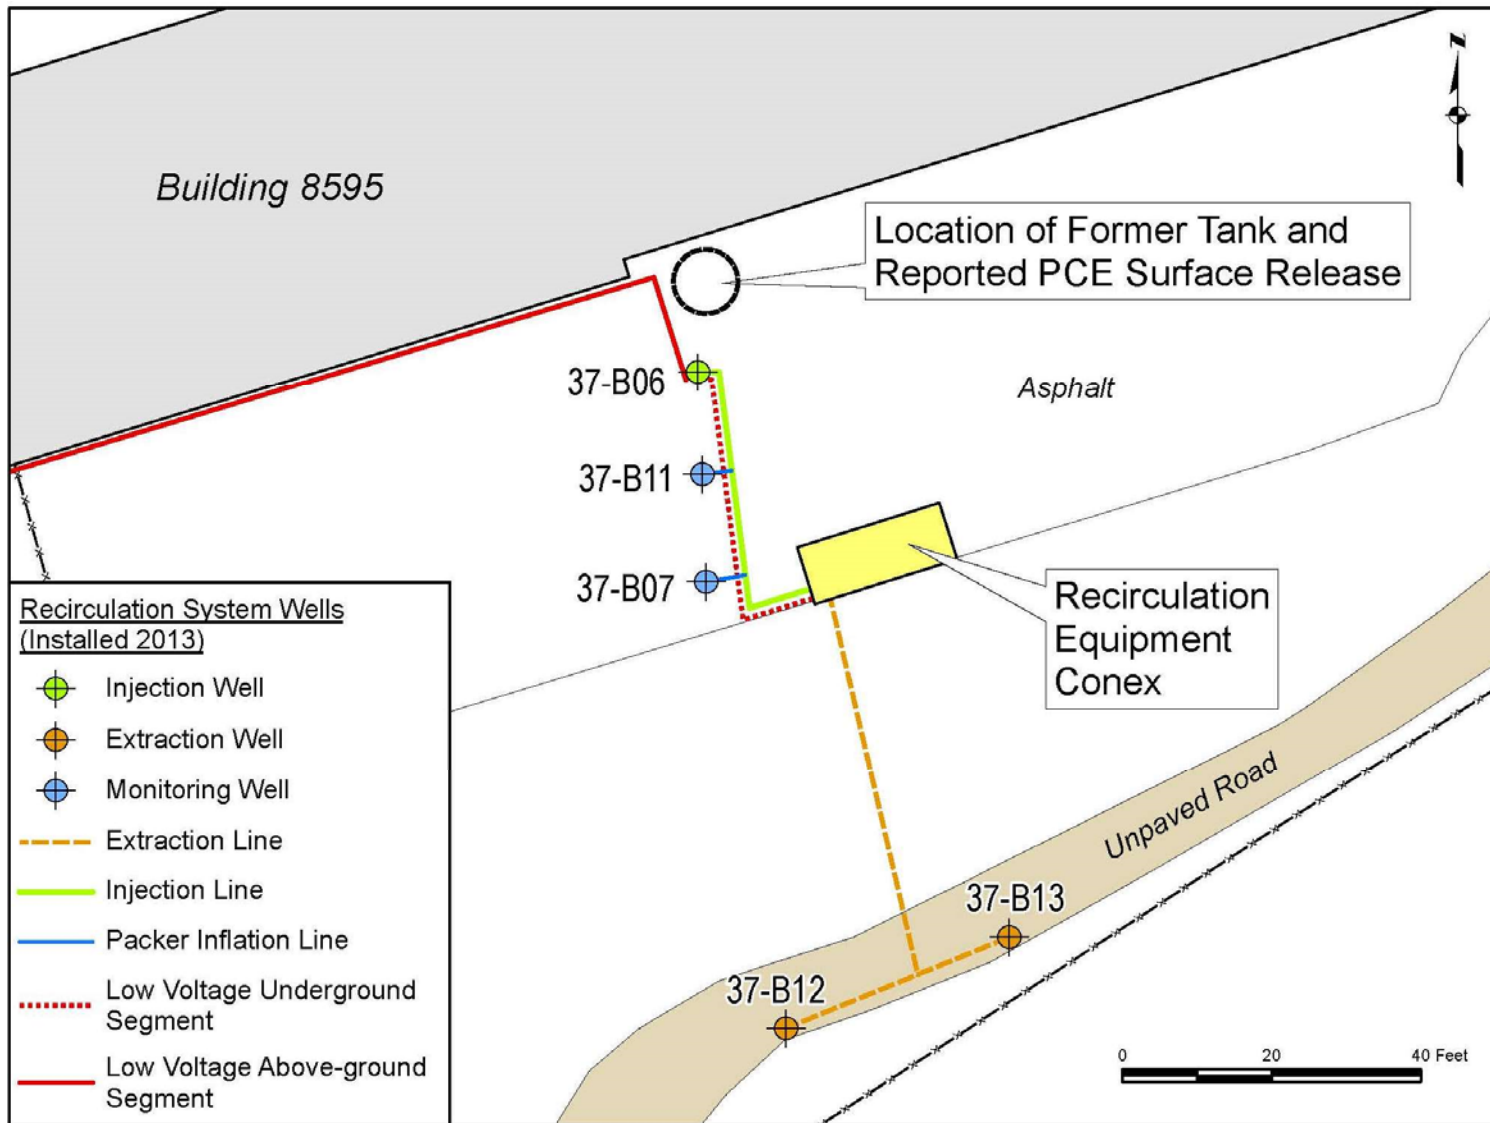 N
Building 8595
Location of Former Tank and
Reported PCE Surface Release
37-B06
Asphalt
37-B11
37-B07
Recirculation
Equipment
Conex
Unpaved Road
37-B13
37-B12
Recirculation System Wells
(Installed 2013)
Injection Well
Extraction Well
Monitoring Well
Extraction Line
Injection Line
Packer Inflation Line
Low Voltage Underground
Segment
Low Voltage Above-ground
Segment
0 20 40 Feet